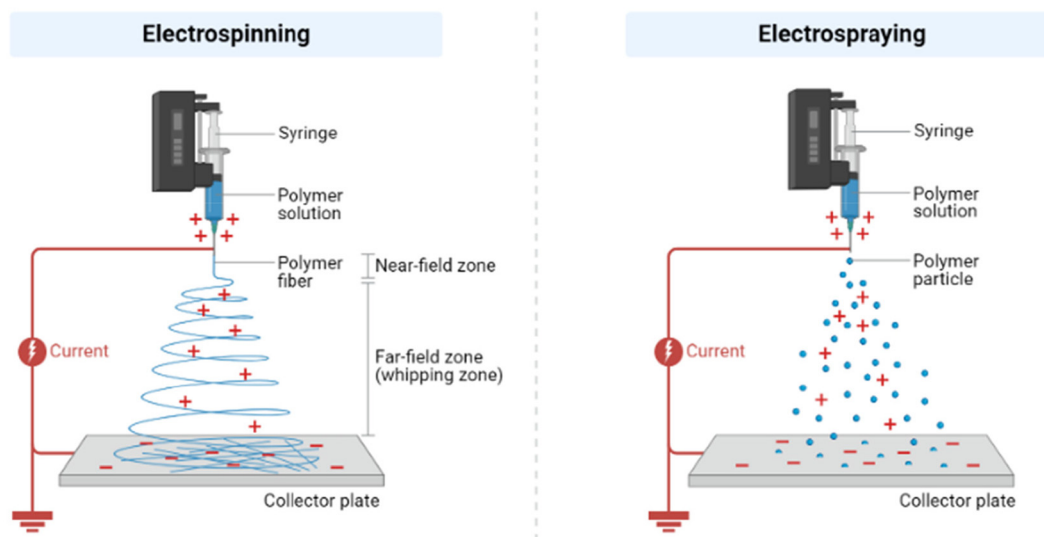 Electrospinning
Syringe
Polymer
solution
Polymer
fiber
Near-field zone
Current
Far-field zone
(whipping zone)
Collector plate
Electrospraying
Syringe
Polymer
solution
Polymer
particle
Current
Collector plate